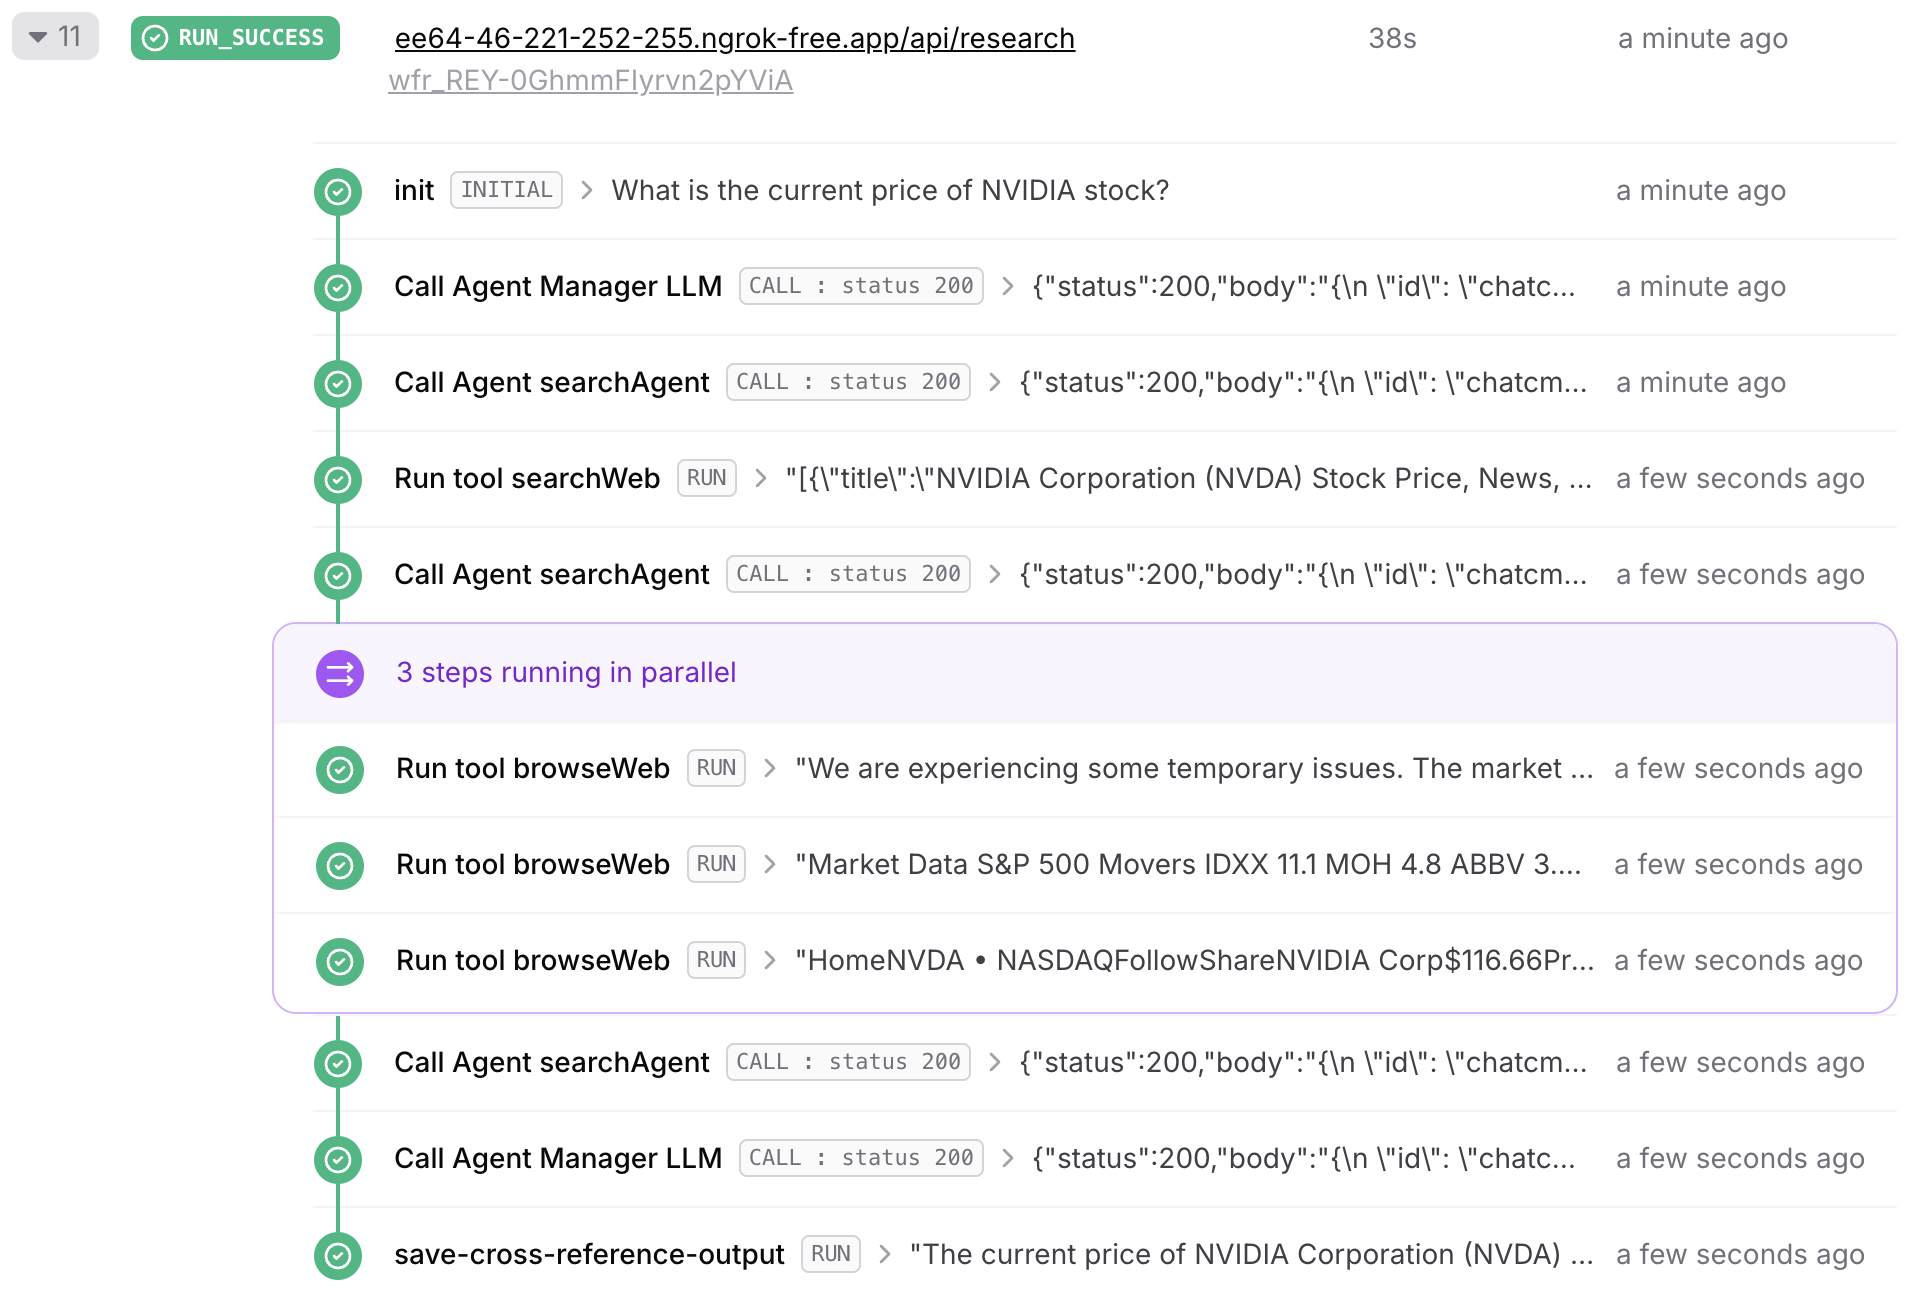 11 RUN_SUCCESS ee64-46-221-252-255.ngrok-free.app/api/research 38s a minute ago
wfr_REY-0GhmmFIyrvn2pYViA
init INITIAL What is the current price of NVIDIA stock? a minute ago
Call Agent Manager LLM CALL : status 200 {"status":200,"body":"{\n \"id\": \"chatc... a minute ago
Call Agent searchAgent CALL : status 200 {"status":200,"body":"{\n \"id\": \"chatcm... a minute ago
Run tool searchWeb RUN "[{\"title\":\"NVIDIA Corporation (NVDA) Stock Price, News, ... a few seconds ago
Call Agent searchAgent CALL : status 200 {"status":200,"body":"{\n \"id\": \"chatcm... a few seconds ago
3 steps running in parallel
Run tool browseWeb RUN "We are experiencing some temporary issues. The market ... a few seconds ago
Run tool browseWeb RUN "Market Data S&P 500 Movers IDXX 11.1 MOH 4.8 ABBV 3.... a few seconds ago
Run tool browseWeb RUN "HomeNVDA • NASDAQFollowShareNVIDIA Corp$116.66Pr... a few seconds ago
Call Agent searchAgent CALL : status 200 {"status":200,"body":"{\n \"id\": \"chatcm... a few seconds ago
Call Agent Manager LLM CALL : status 200 {"status":200,"body":"{\n \"id\": \"chatc... a few seconds ago
save-cross-reference-output RUN "The current price of NVIDIA Corporation (NVDA) ... a few seconds ago